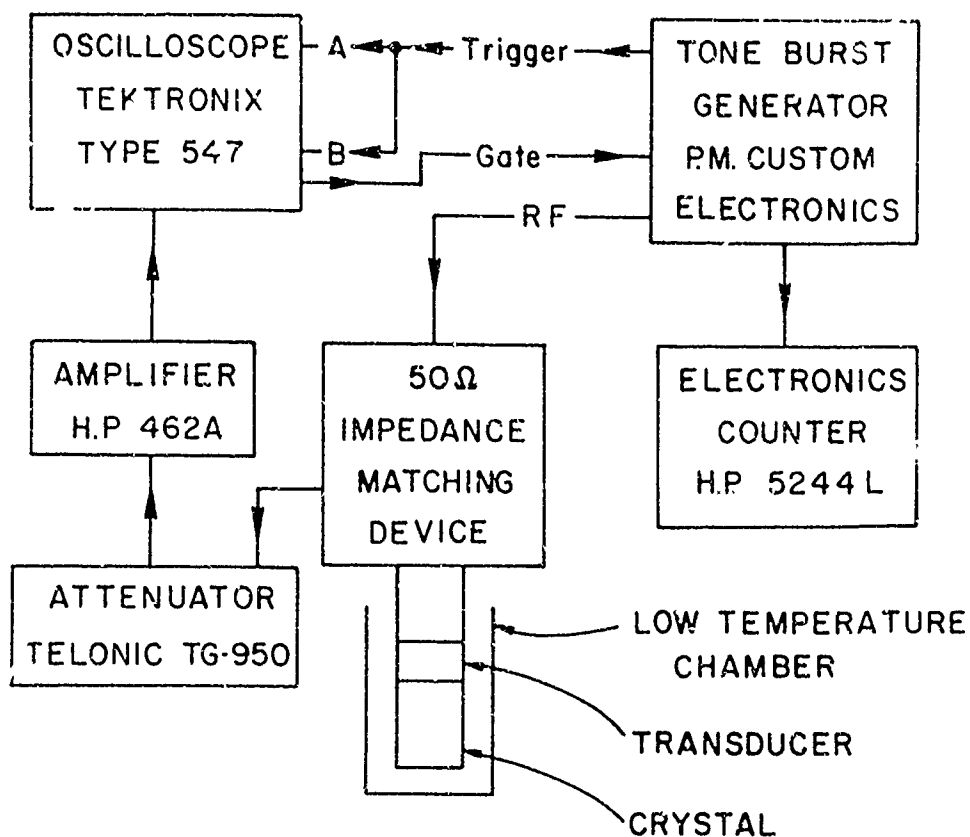 OSCILLOSCOPE
TEKTRONIX
TYPE 547
A
Trigger
B
Gate
RF
TONE BURST
GENERATOR
P.M. CUSTOM
ELECTRONICS
AMPLIFIER
H.P 462A
50Ω
IMPEDANCE
MATCHING
DEVICE
ELECTRONICS
COUNTER
H.P. 5244L
ATTENUATOR
TELONIC TG-950
LOW TEMPERATURE
CHAMBER
TRANSDUCER
CRYSTAL